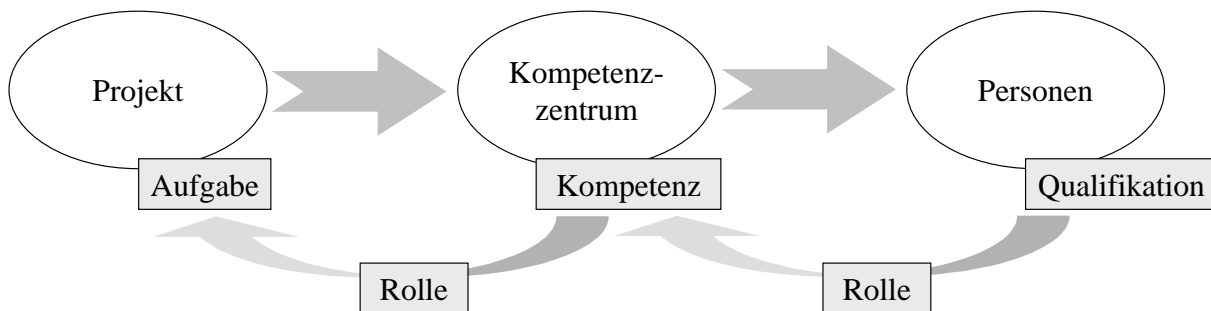 Projekt
Kompetenz-
zentrum
Personen
Aufgabe
Kompetenz
Qualifikation
Rolle
Rolle